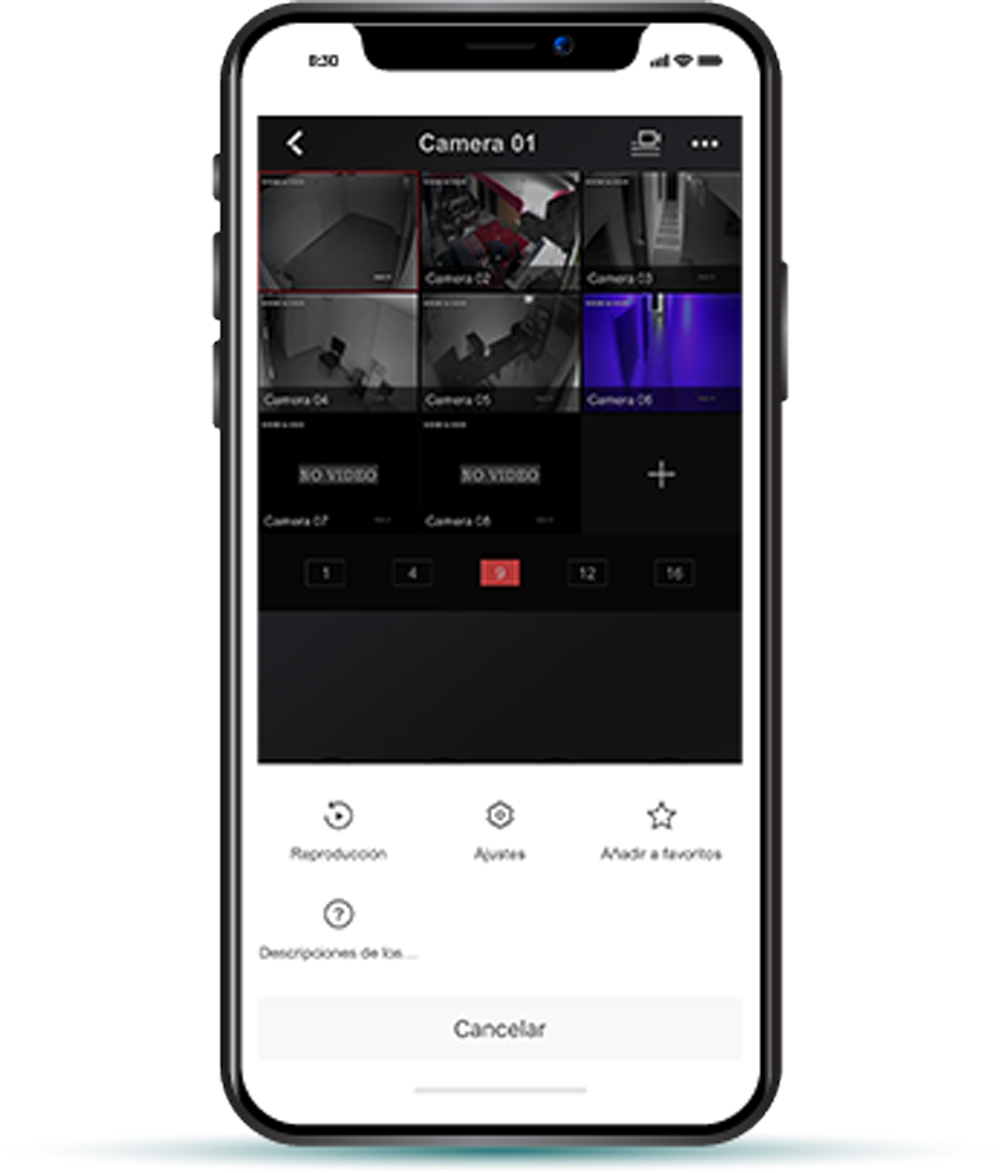 8:30
Camera 01
Camera 02
Camera 03
Camera 04
Camera 05
Camera 06
NO VIDEO
NO VIDEO
Camera 07
Camera 08
1
4
9
12
16
Reproducción
Ajustes
Añadir a favoritos
Descripciones de los...
Cancelar